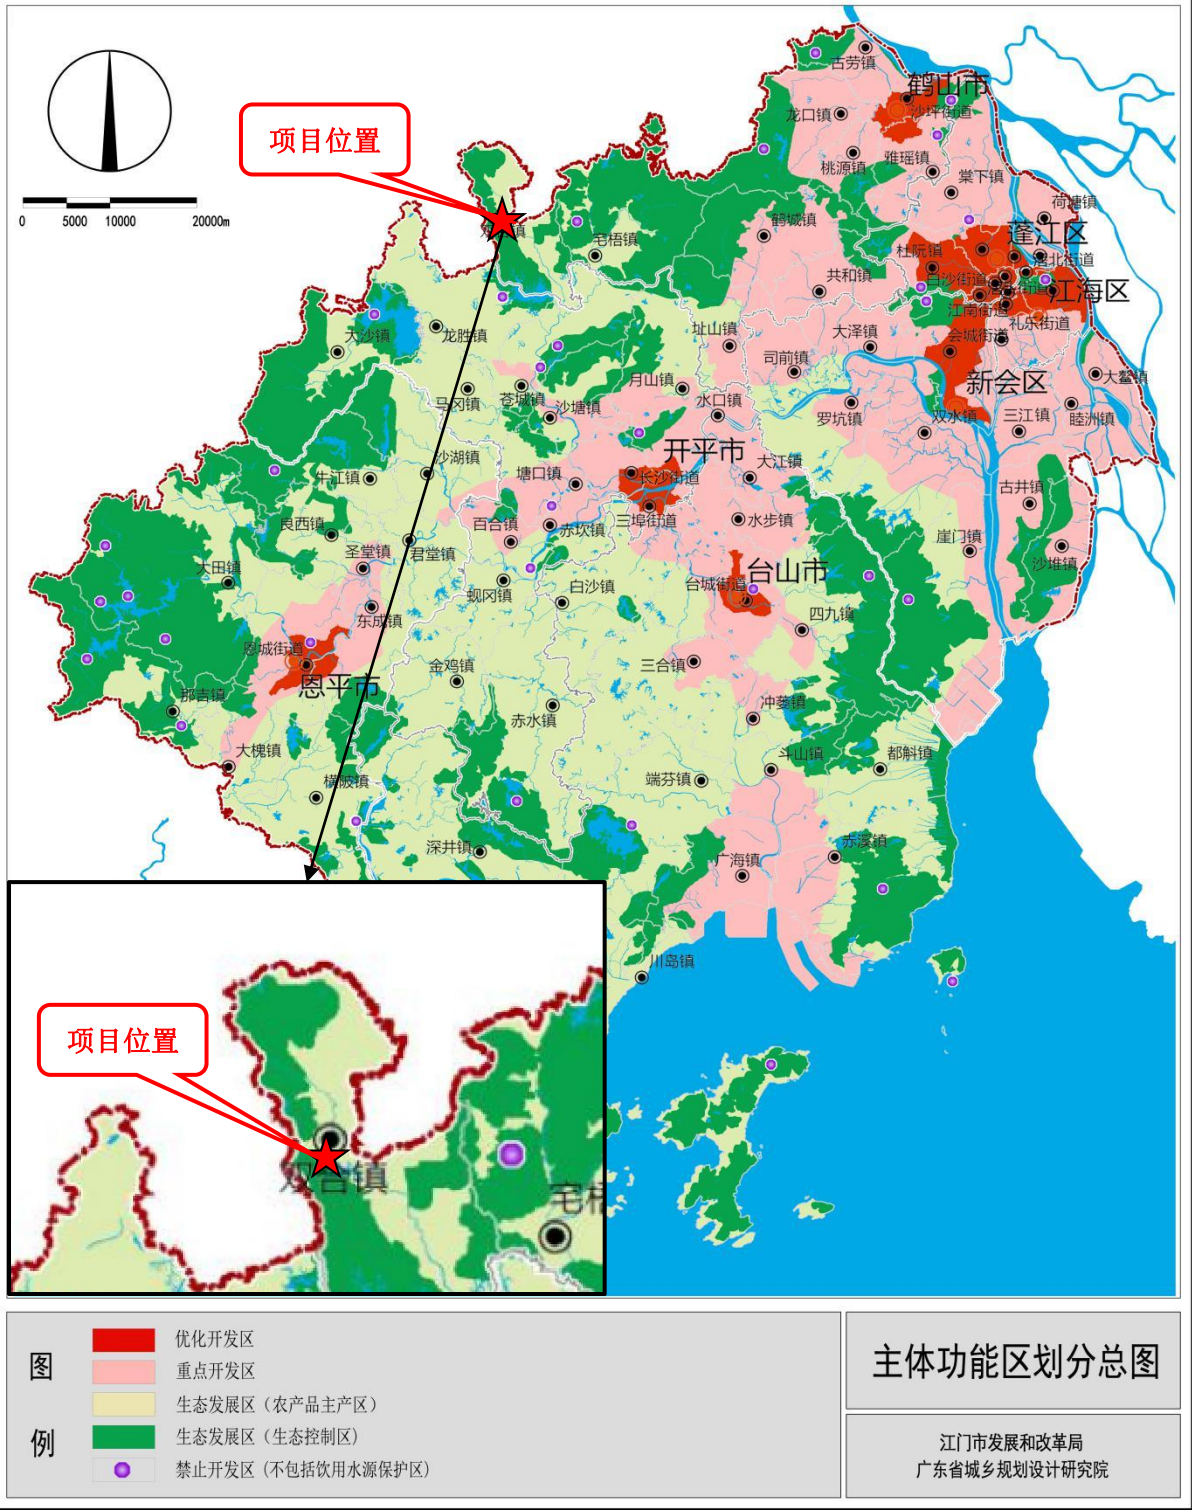 古劳镇
鹤山市
沙坪街道
龙口镇
项目位置
桃源镇
雅瑶镇
棠下镇
荷塘镇
0 5000 10000 20000m
鹤城镇
宅梧镇
蓬江区
杜阮镇
共和镇
白沙街道
江海区
江南街道
礼乐街道
大沙镇
龙胜镇
址山镇
大泽镇
会城街道
司前镇
新会区
大鳌镇
月山镇
马冈镇
苍城镇
沙塘镇
水口镇
罗坑镇
双水镇
三江镇
睦洲镇
开平市
沙湖镇
大江镇
牛江镇
塘口镇
长沙街道
古井镇
良西镇
百合镇
赤坎镇
三埠街道
水步镇
崖门镇
圣堂镇
君堂镇
沙堆镇
大田镇
台山市
台城街道
蚬冈镇
白沙镇
东成镇
四九镇
恩城街道
恩平市
金鸡镇
三合镇
那吉镇
赤水镇
冲蒌镇
大槐镇
横陂镇
端芬镇
斗山镇
都斛镇
深井镇
赤溪镇
广海镇
川岛镇
项目位置
双合镇
图例
优化开发区
重点开发区
生态发展区（农产品主产区）
生态发展区（生态控制区）
禁止开发区（不包括饮用水源保护区）
主体功能区划分总图
江门市发展和改革局
广东省城乡规划设计研究院